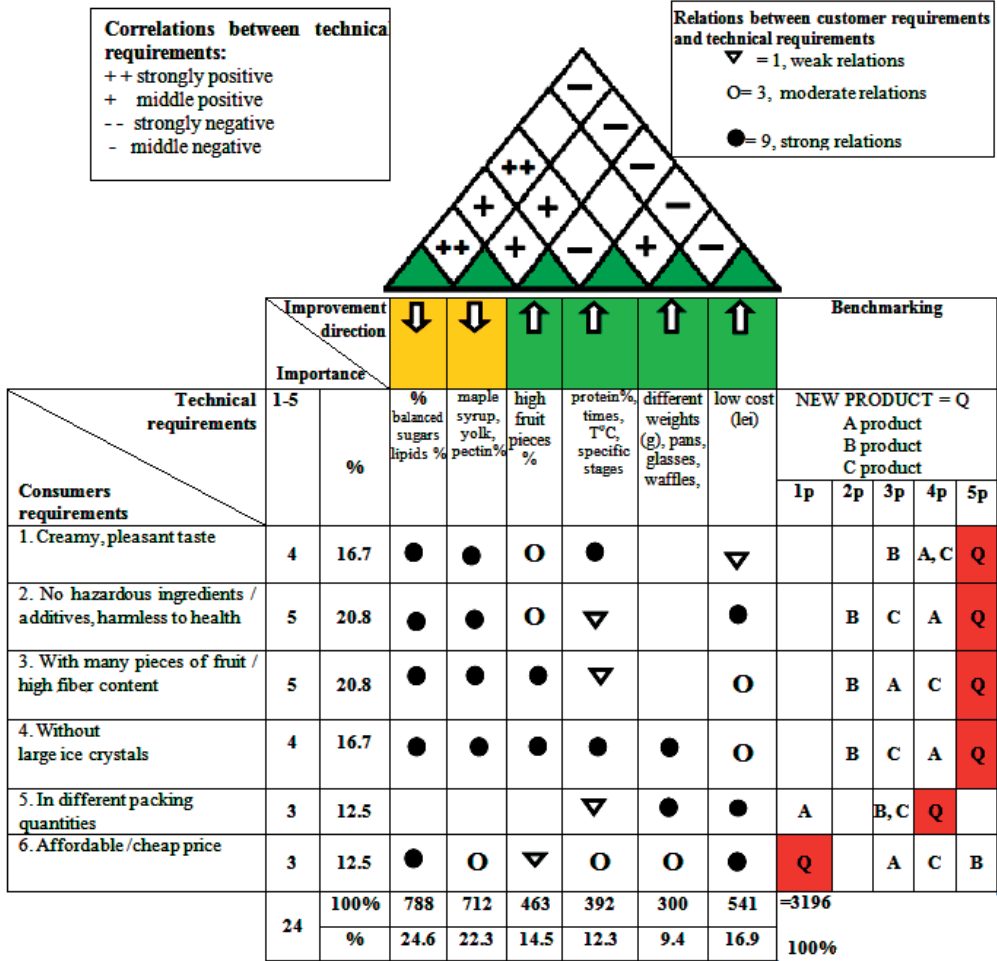 Correlations between technical
requirements:
+ + strongly positive
+ middle positive
- - strongly negative
- middle negative
Relations between customer requirements
and technical requirements
▽ = 1, weak relations
O= 3, moderate relations
●= 9, strong relations
−
−
++ −
+ + −
++ + − + −
Improvement
direction
Importance
⇩ ⇩ ⇧ ⇧ ⇧ ⇧
Benchmarking
Technical
requirements
Consumers
requirements
1-5
%
%
balanced
sugars
lipids %
maple
syrup,
yolk,
pectin%
high
fruit
pieces
%
protein%,
times,
T°C,
specific
stages
different
weights
(g), pans,
glasses,
waffles,
low cost
(lei)
NEW PRODUCT = Q
A product
B product
C product
1p 2p 3p 4p 5p
1. Creamy, pleasant taste
4 16.7 ● ● O ● ▽ B A, C Q
2. No hazardous ingredients /
additives, harmless to health
5 20.8 ● ● O ▽ ● B C A Q
3. With many pieces of fruit /
high fiber content
5 20.8 ● ● ● ▽ O B A C Q
4. Without
large ice crystals
4 16.7 ● ● ● ● ● O B C A Q
5. In different packing
quantities
3 12.5 ▽ ● ● A B, C Q
6. Affordable /cheap price
3 12.5 ● O ▽ O O ● Q A C B
24
100% 788 712 463 392 300 541 =3196
% 24.6 22.3 14.5 12.3 9.4 16.9 100%